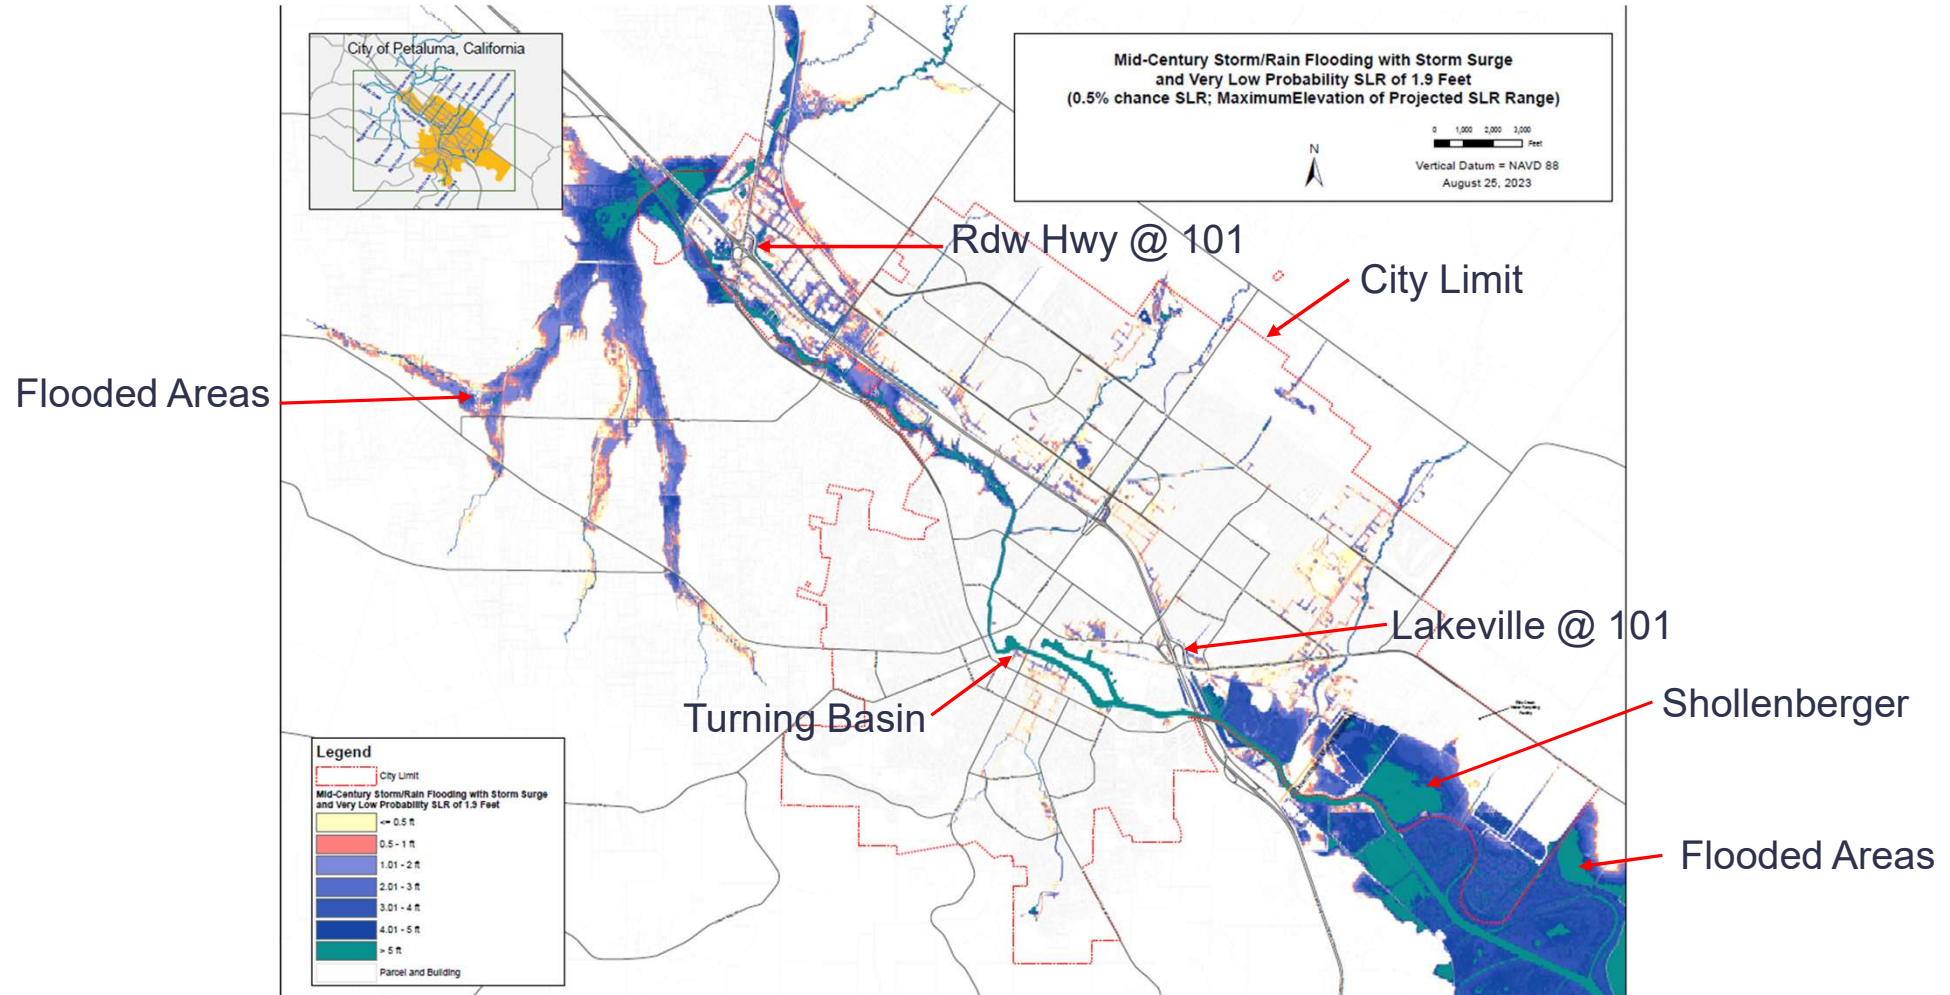 City of Petaluma, California
Mid-Century Storm/Rain Flooding with Storm Surge
and Very Low Probability SLR of 1.9 Feet
(0.5% chance SLR; MaximumElevation of Projected SLR Range)
0 1,000 2,000 3,000
Feet
N
Vertical Datum = NAVD 88
August 25, 2023
Rdw Hwy @ 101
City Limit
Flooded Areas
Lakeville @ 101
Turning Basin
Shollenberger
Flooded Areas
Legend
City Limit
Mid-Century Storm/Rain Flooding with Storm Surge
and Very Low Probability SLR of 1.9 Feet
<= 0.5 ft
0.5 - 1 ft
1.01 - 2 ft
2.01 - 3 ft
3.01 - 4 ft
4.01 - 5 ft
> 5 ft
Parcel and Building